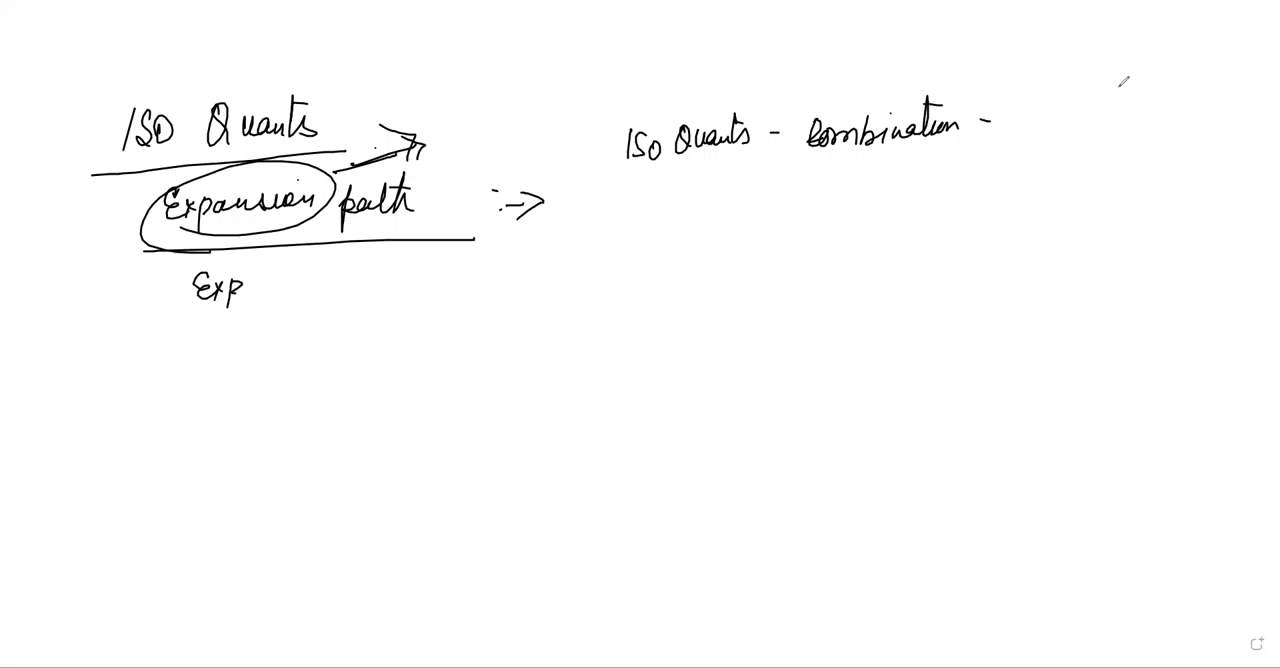 ISO Quants
Expansion path :->
Exp
ISO Quants - Combination -